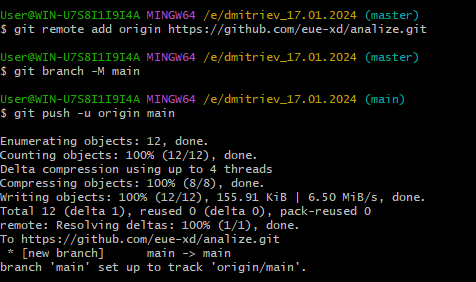 User@WIN-U7S8I1I9I4A MINGW64 /e/dmitriev_17.01.2024 (master)
$ git remote add origin https://github.com/eue-xd/analize.git
User@WIN-U7S8I1I9I4A MINGW64 /e/dmitriev_17.01.2024 (master)
$ git branch -M main
User@WIN-U7S8I1I9I4A MINGW64 /e/dmitriev_17.01.2024 (main)
$ git push -u origin main
Enumerating objects: 12, done.
Counting objects: 100% (12/12), done.
Delta compression using up to 4 threads
Compressing objects: 100% (8/8), done.
Writing objects: 100% (12/12), 155.91 KiB | 6.50 MiB/s, done.
Total 12 (delta 1), reused 0 (delta 0), pack-reused 0
remote: Resolving deltas: 100% (1/1), done.
To https://github.com/eue-xd/analize.git
 * [new branch]      main -> main
branch 'main' set up to track 'origin/main'.